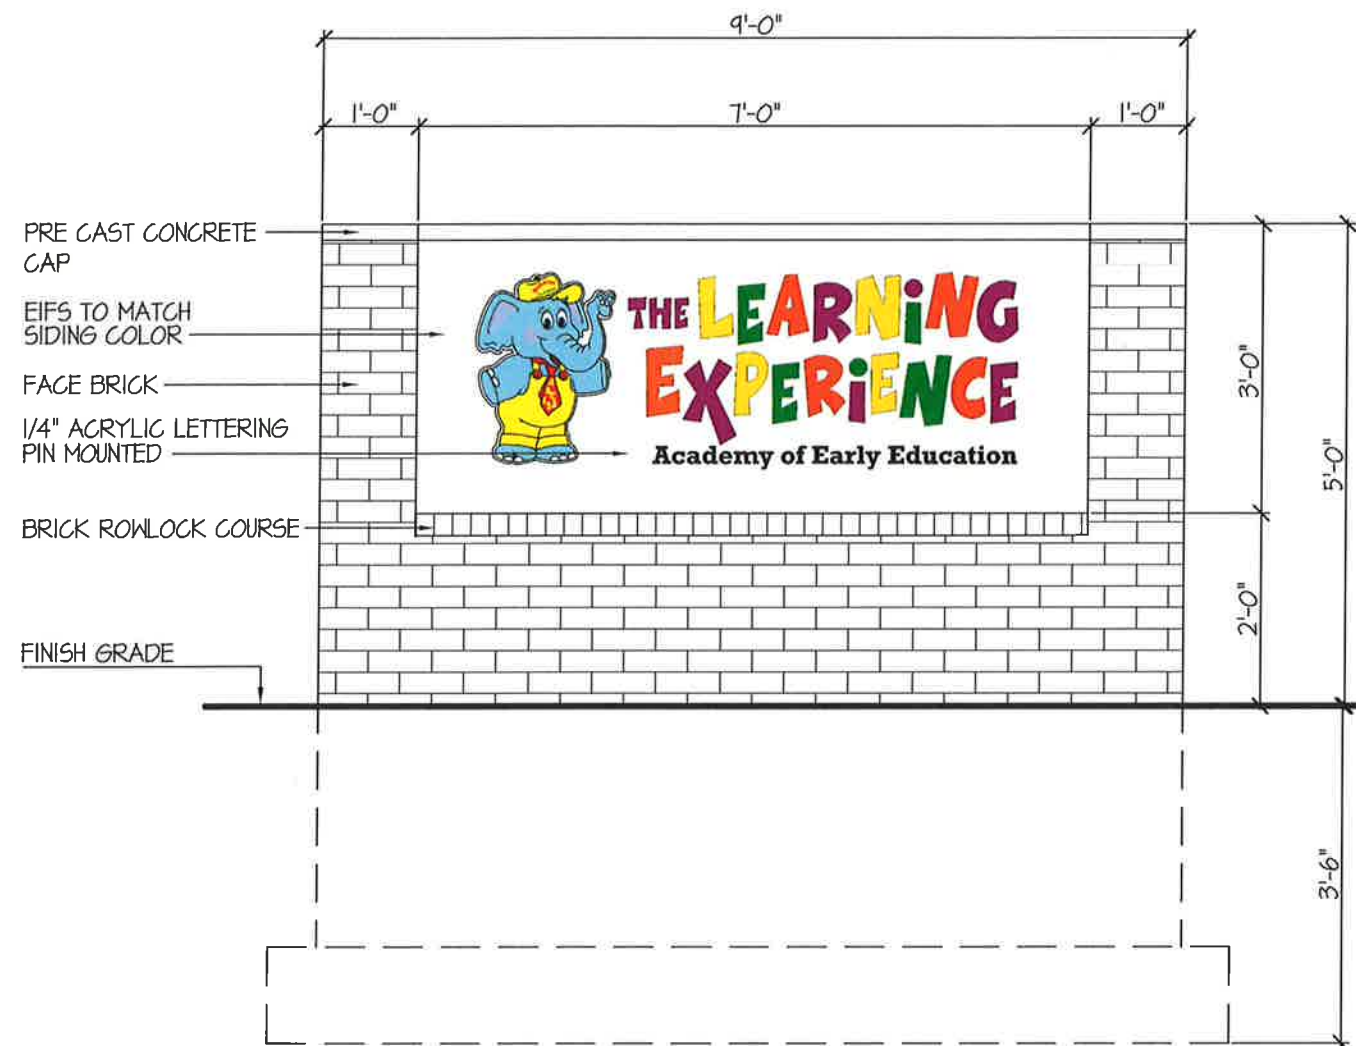 9'-0"
1'-0"
7'-0"
1'-0"
PRE CAST CONCRETE
CAP
EIFS TO MATCH
SIDING COLOR
FACE BRICK
1/4" ACRYLIC LETTERING
PIN MOUNTED
BRICK ROWLOCK COURSE
FINISH GRADE
THE LEARNiNG
EXPERiENCE
Academy of Early Education
3'-0"
5'-0"
2'-0"
3'-6"